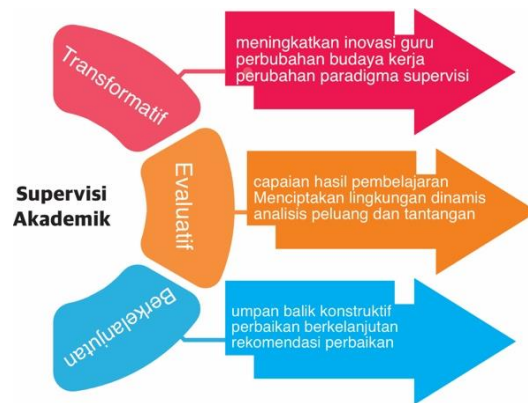 Supervisi
Akademik
Transformatif
meningkatkan inovasi guru
perbubahan budaya kerja
perubahan paradigma supervisi
Evaluatif
capaian hasil pembelajaran
Menciptakan lingkungan dinamis
analisis peluang dan tantangan
Berkelanjutan
umpan balik konstruktif
perbaikan berkelanjutan
rekomendasi perbaikan